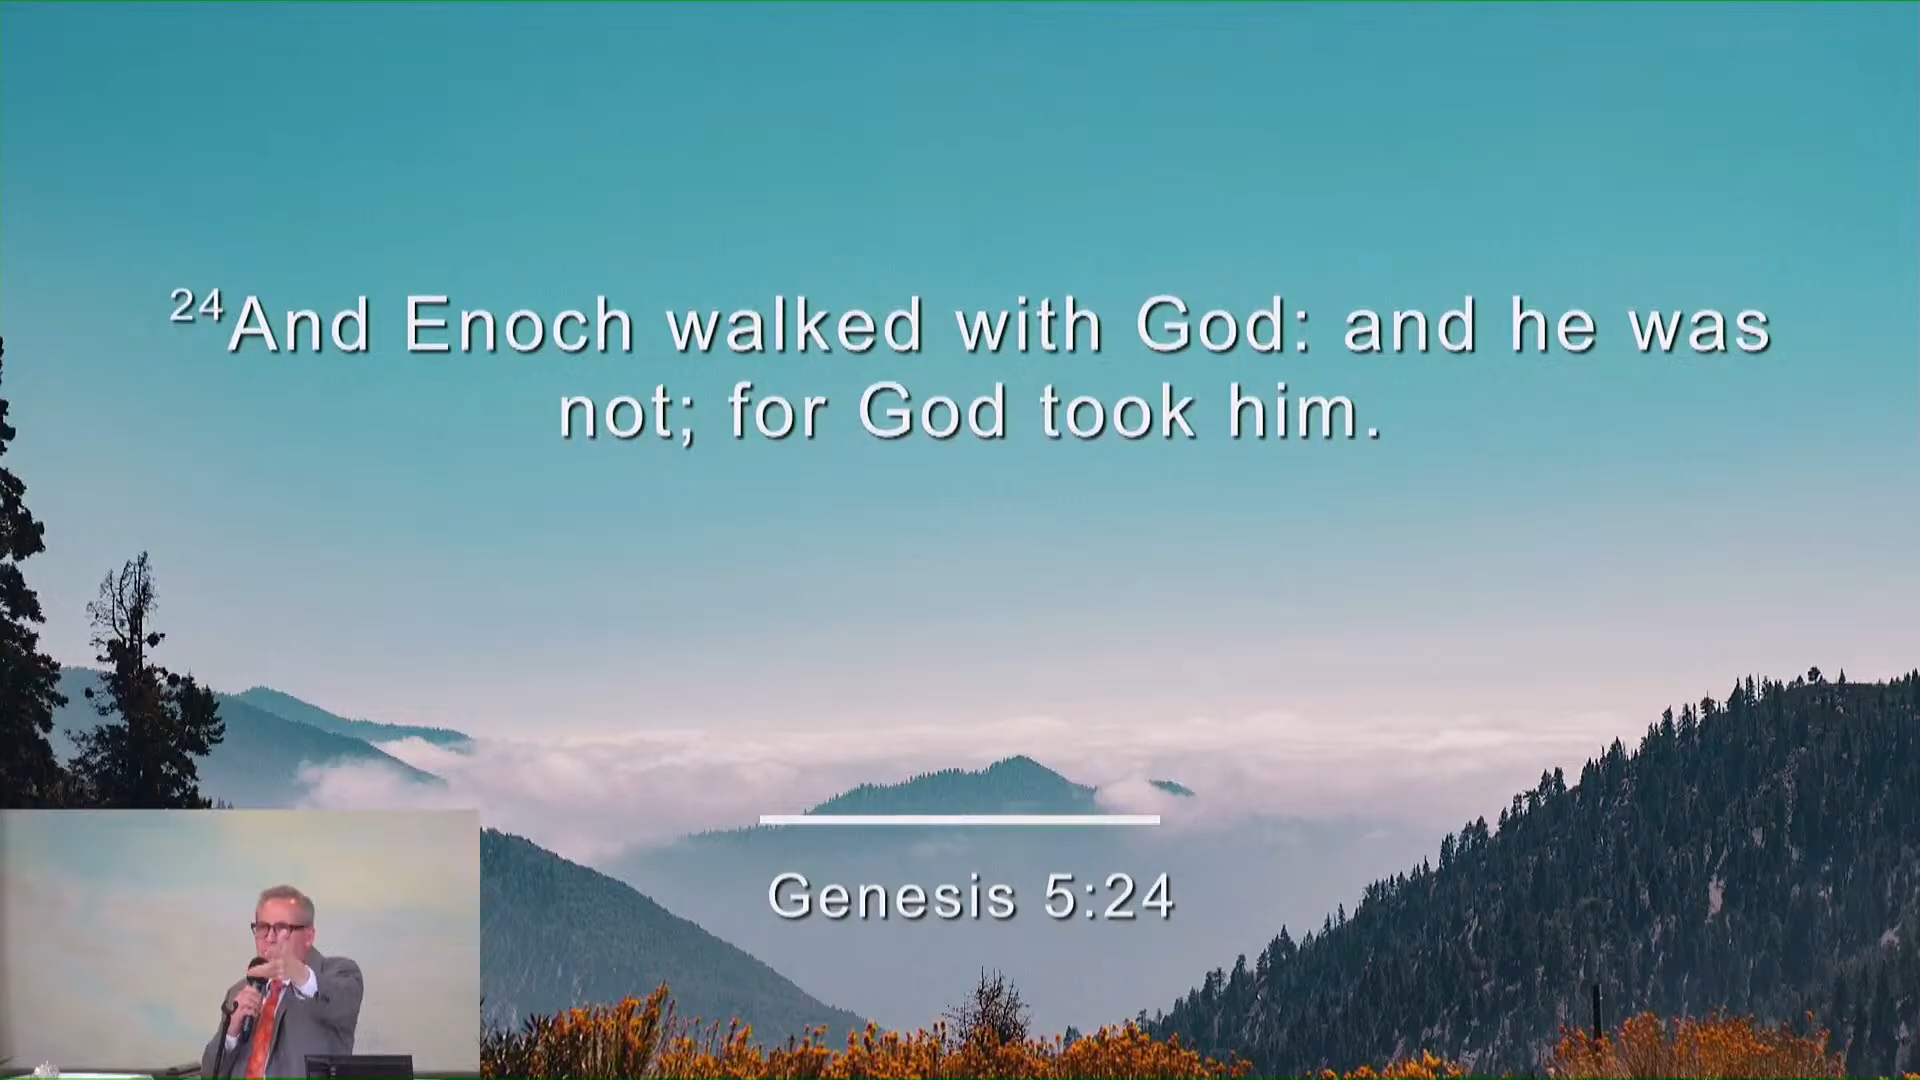 24And Enoch walked with God: and he was
not; for God took him.
Genesis 5:24